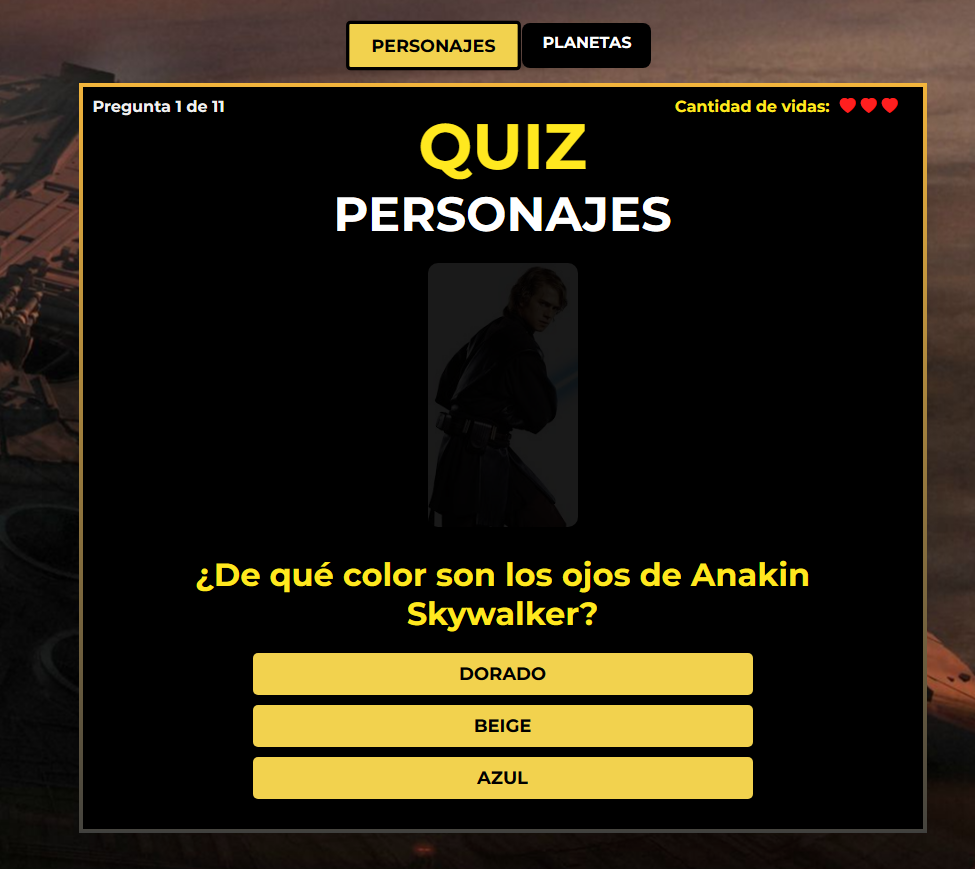 PERSONAJES
PLANETAS
Pregunta 1 de 11
Cantidad de vidas:
QUIZ
PERSONAJES
¿De qué color son los ojos de Anakin
Skywalker?
DORADO
BEIGE
AZUL